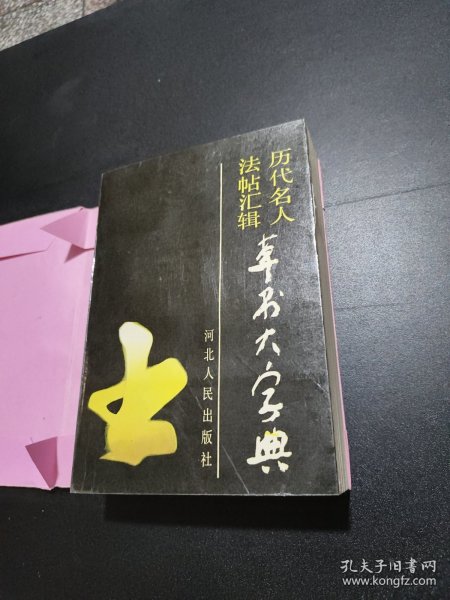 历代名人
法帖汇辑
草书大字典
河北人民出版社
书
孔夫子旧书网
www.kongfz.com